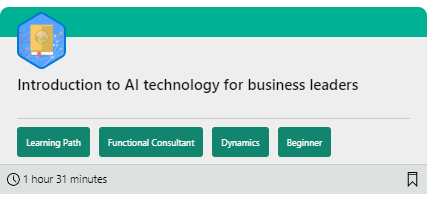 Introduction to AI technology for business leaders
Learning Path Functional Consultant Dynamics Beginner
1 hour 31 minutes